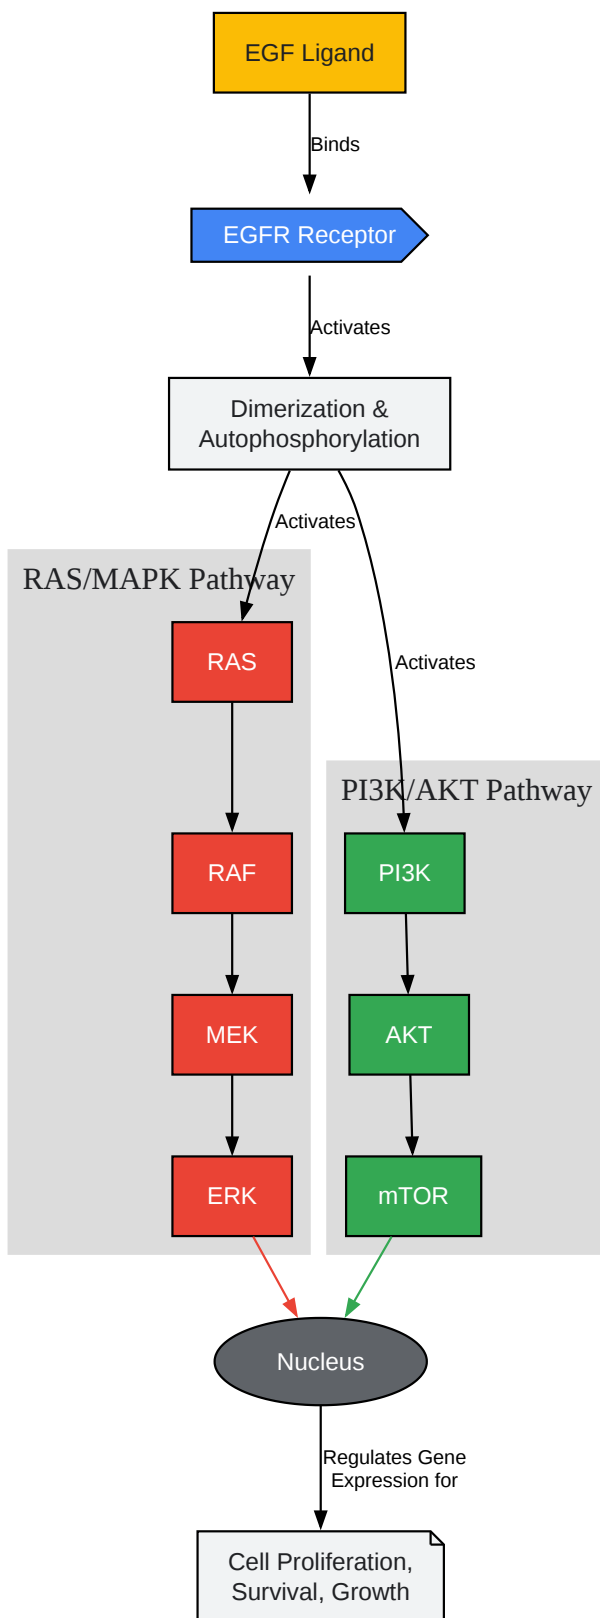 EGF Ligand
Binds
EGFR Receptor
Activates
Dimerization &
Autophosphorylation
Activates
RAS/MAPK Pathway
RAS
Activates
PI3K/AKT Pathway
RAF
PI3K
MEK
AKT
ERK
mTOR
Nucleus
Regulates Gene
Expression for
Cell Proliferation,
Survival, Growth